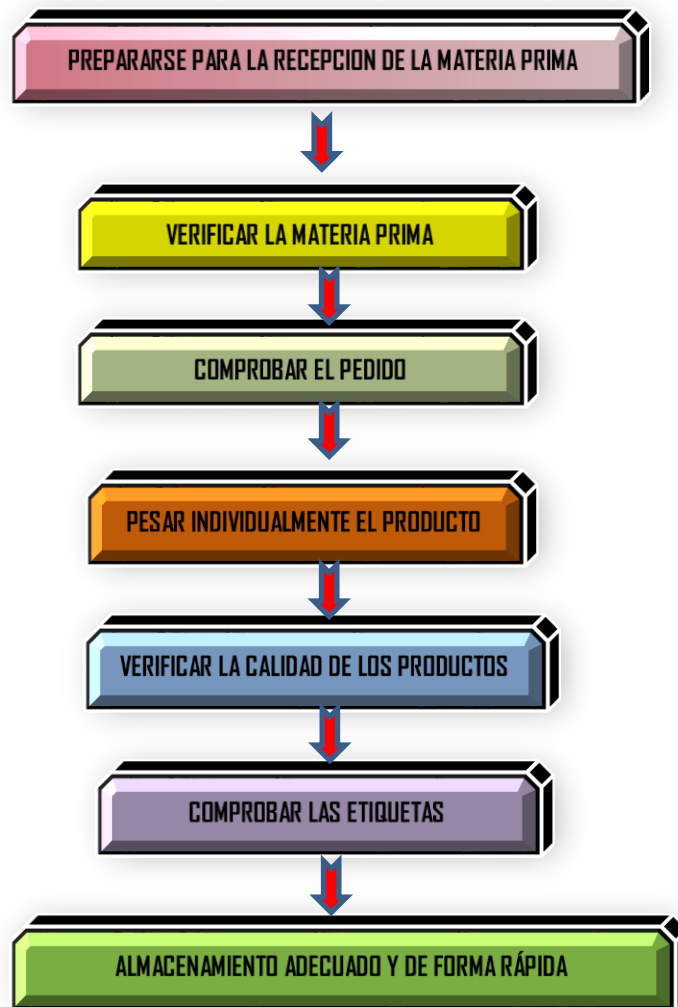 PREPARARSE PARA LA RECEPCION DE LA MATERIA PRIMA
VERIFICAR LA MATERIA PRIMA
COMPROBAR EL PEDIDO
PESAR INDIVIDUALMENTE EL PRODUCTO
VERIFICAR LA CALIDAD DE LOS PRODUCTOS
COMPROBAR LAS ETIQUETAS
ALMACENAMIENTO ADECUADO Y DE FORMA RÁPIDA